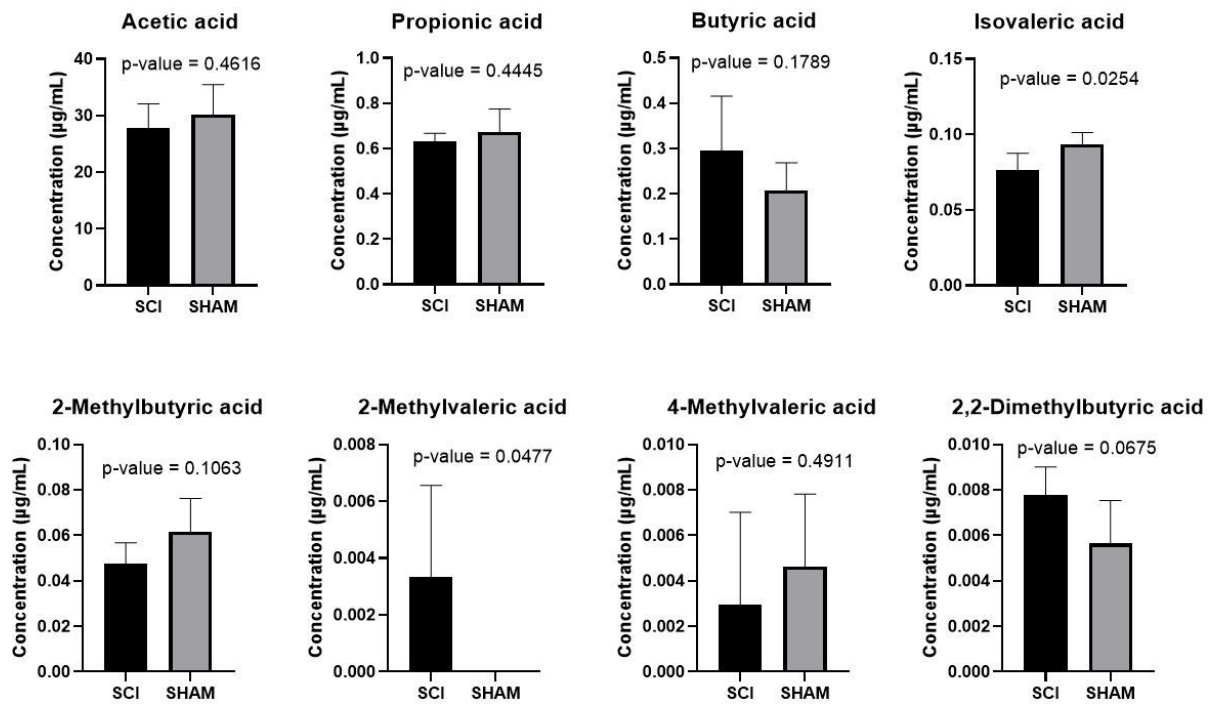 Acetic acid
p-value = 0.4616
Concentration (µg/mL)
40
30
20
10
0
SCI SHAM
Propionic acid
p-value = 0.4445
Concentration (µg/mL)
1.0
0.8
0.6
0.4
0.2
0.0
SCI SHAM
Butyric acid
p-value = 0.1789
Concentration (µg/mL)
0.5
0.4
0.3
0.2
0.1
0.0
SCI SHAM
Isovaleric acid
p-value = 0.0254
Concentration (µg/mL)
0.15
0.10
0.05
0.00
SCI SHAM
2-Methylbutyric acid
p-value = 0.1063
Concentration (µg/mL)
0.10
0.08
0.06
0.04
0.02
0.00
SCI SHAM
2-Methylvaleric acid
p-value = 0.0477
Concentration (µg/mL)
0.008
0.006
0.004
0.002
0.000
SCI SHAM
4-Methylvaleric acid
p-value = 0.4911
Concentration (µg/mL)
0.010
0.008
0.006
0.004
0.002
0.000
SCI SHAM
2,2-Dimethylbutyric acid
p-value = 0.0675
Concentration (µg/mL)
0.010
0.008
0.006
0.004
0.002
0.000
SCI SHAM